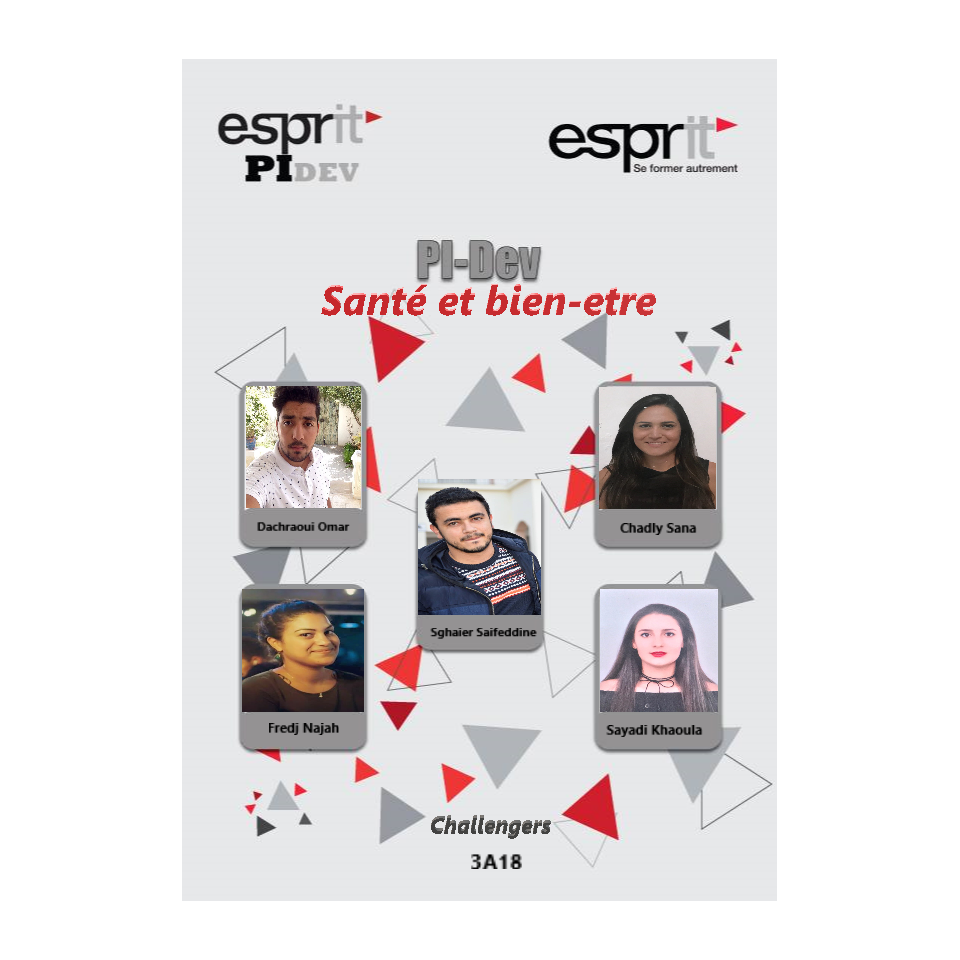 esprit
PIDEV
esprit
Se former autrement
PI-Dev
Santé et bien-etre
Dachraoui Omar
Chadly Sana
Sghaier Saifeddine
Fredj Najah
Sayadi Khaoula
Challengers
3A18